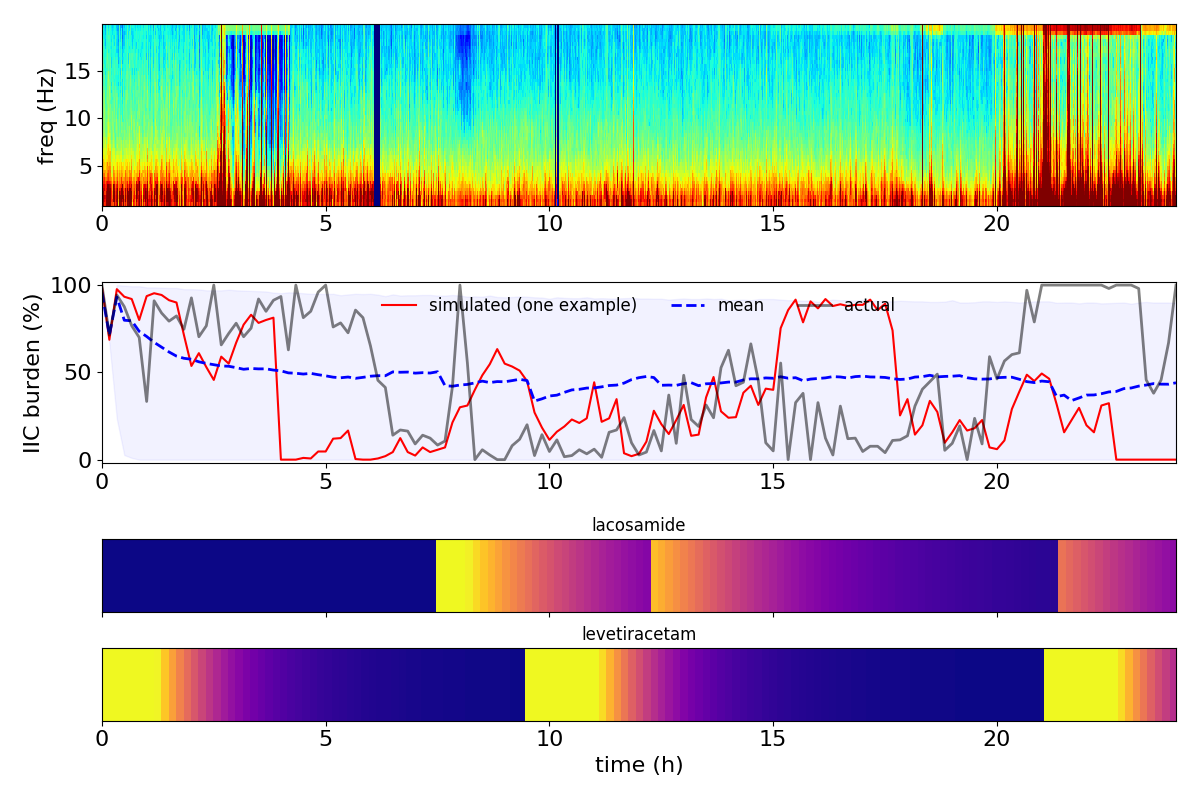 freq (Hz)
15
10
5
0 5 10 15 20
IIC burden (%)
100
50
0
simulated (one example) mean actual
0 5 10 15 20
lacosamide
levetiracetam
0 5 10 15 20
time (h)